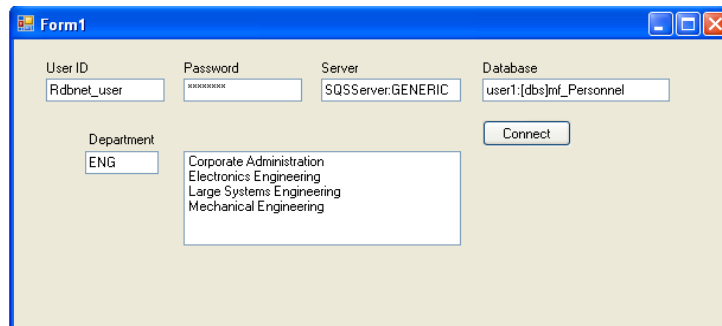 Form1
User ID
Password
Server
Database
Rdbnet_user
********
SQSServer:GENERIC
user1:[dbs]mf_Personnel
Connect
Department
ENG
Corporate Administration
Electronics Engineering
Large Systems Engineering
Mechanical Engineering